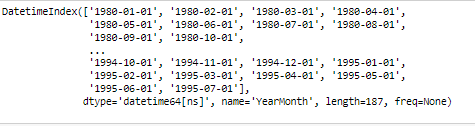 DatetimeIndex(['1980-01-01', '1980-02-01', '1980-03-01', '1980-04-01',
'1980-05-01', '1980-06-01', '1980-07-01', '1980-08-01',
'1980-09-01', '1980-10-01',
...
'1994-10-01', '1994-11-01', '1994-12-01', '1995-01-01',
'1995-02-01', '1995-03-01', '1995-04-01', '1995-05-01',
'1995-06-01', '1995-07-01'],
dtype='datetime64[ns]', name='YearMonth', length=187, freq=None)